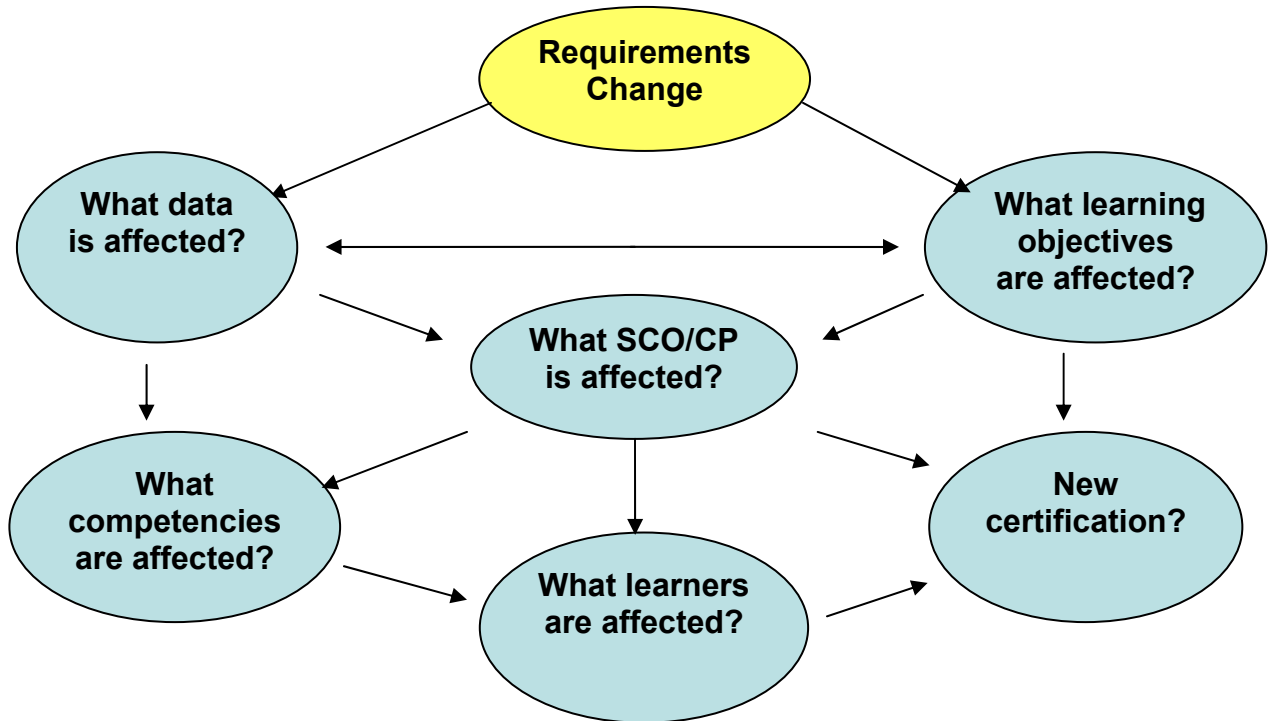 Requirements
Change
What data
is affected?
What learning
objectives
are affected?
What SCO/CP
is affected?
What
competencies
are affected?
New
certification?
What learners
are affected?